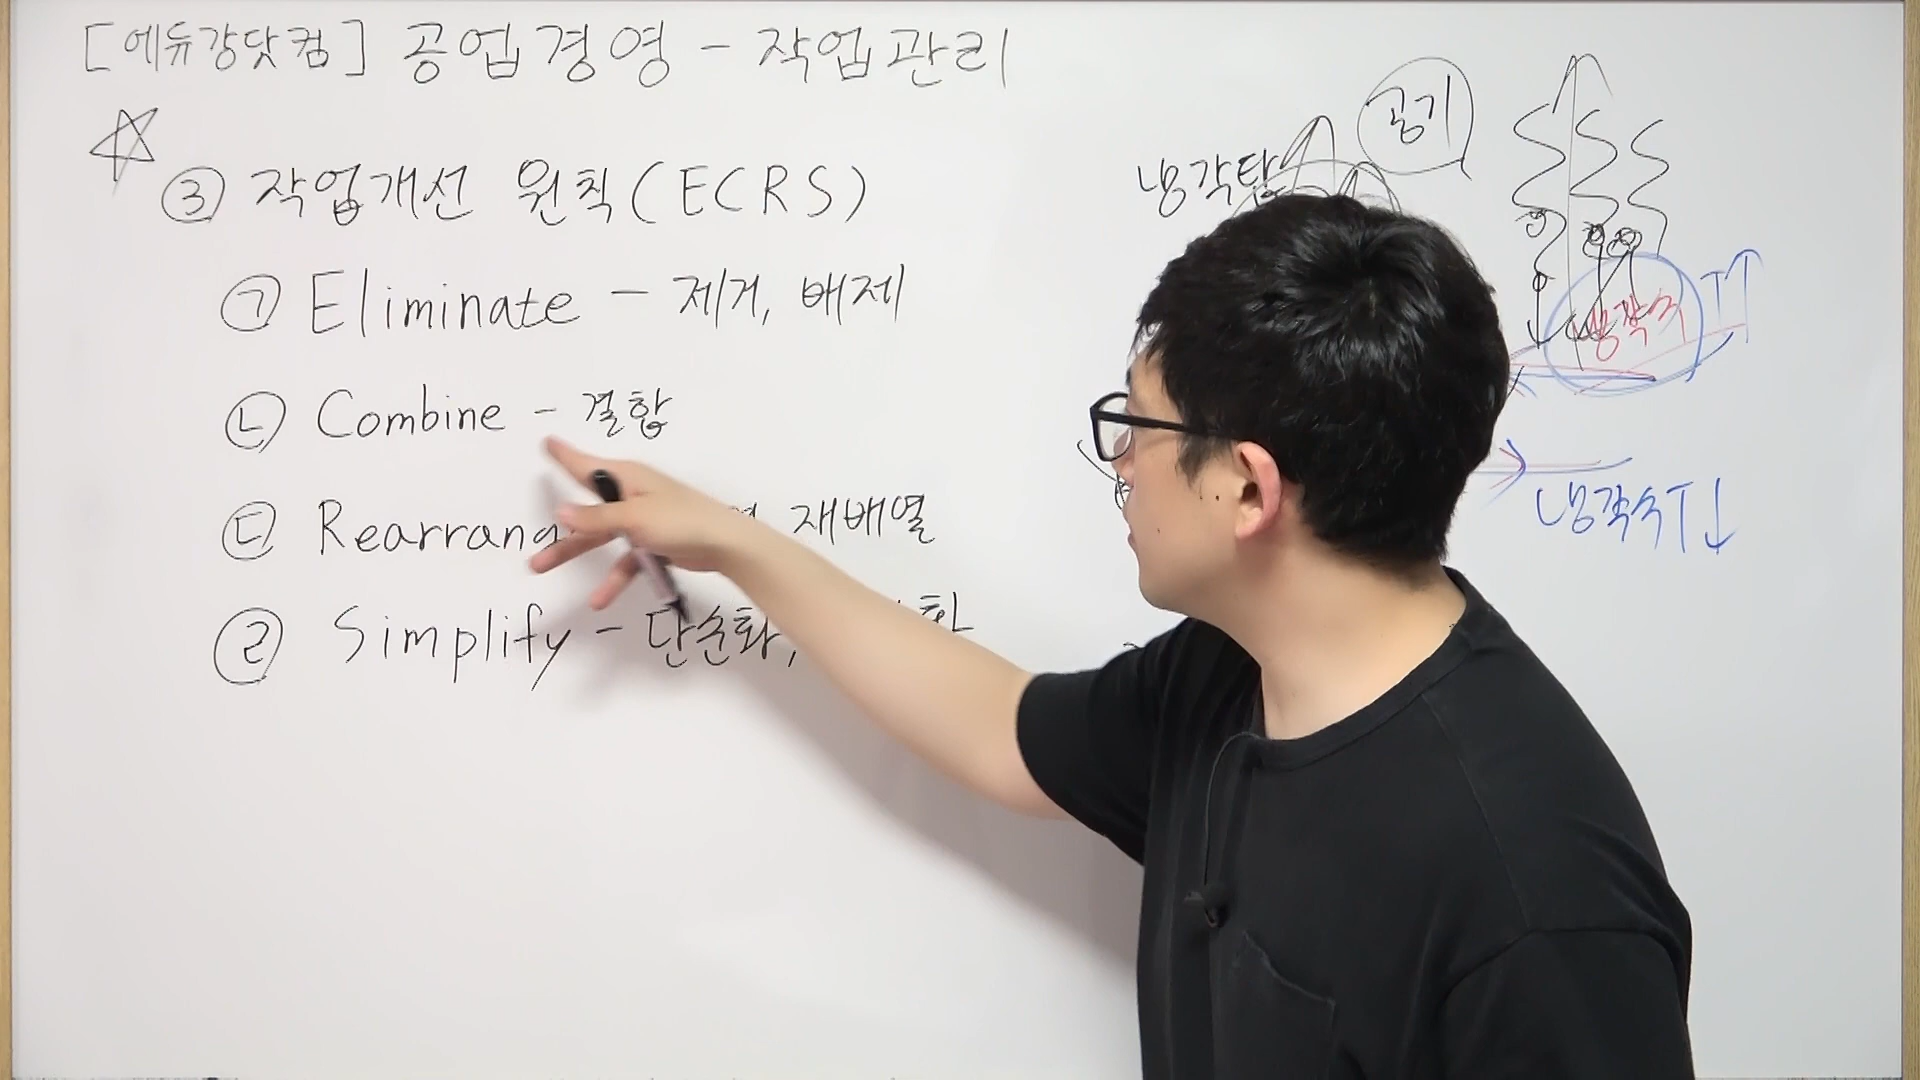 [에듀강닷컴] 공업경영 - 작업관리
③ 작업개선 원칙(ECRS)
㉠ Eliminate - 제거, 배제
㉡ Combine - 결합
㉢ 재배열
㉣ Simplify - 단순화,
냉각탑
공기
냉각수 T↑
냉각수T↓